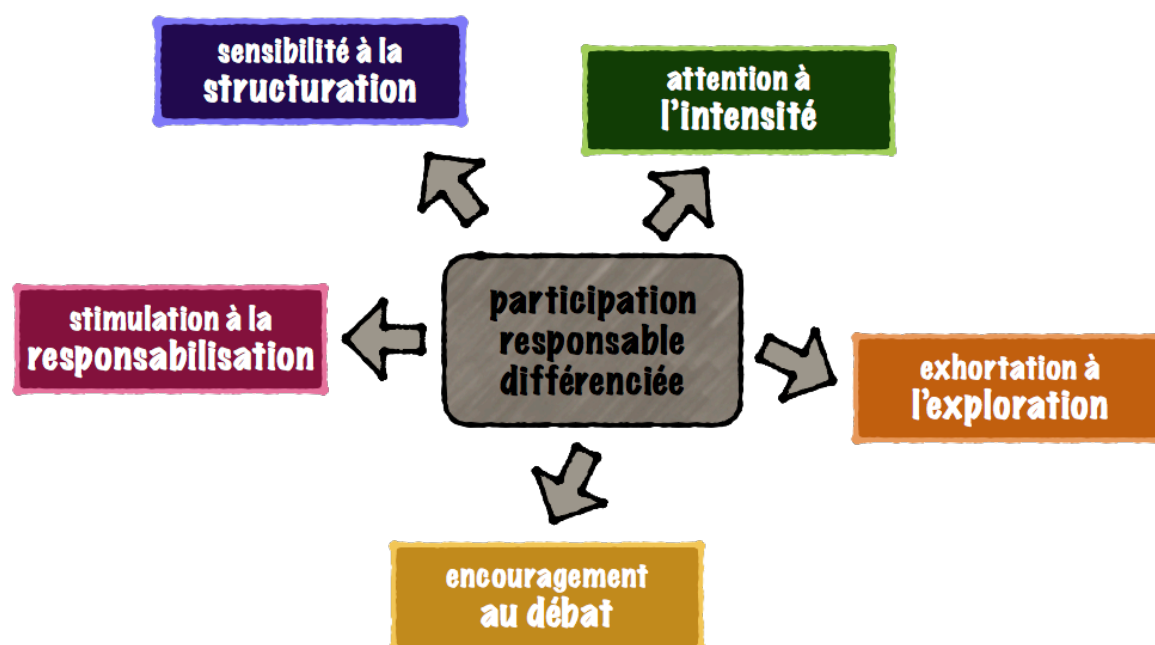 sensibilité à la
structuration
attention à
l'intensité
stimulation à la
responsabilisation
participation
responsable
différenciée
exhortation à
l'exploration
encouragement
au débat